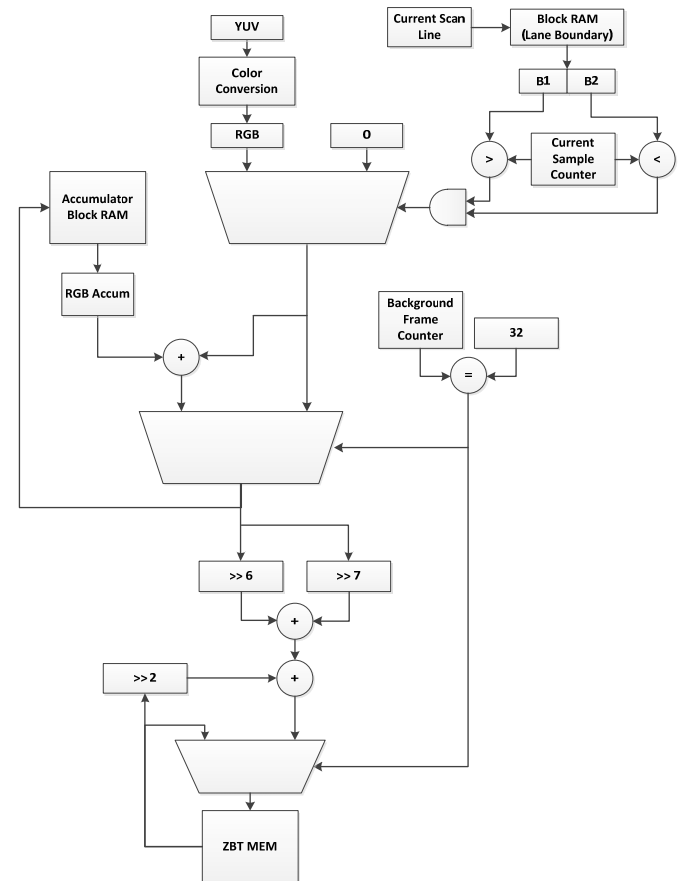 YUV
Current Scan
Line
Block RAM
(Lane Boundary)
Color
Conversion
B1
B2
RGB
0
>
Current
Sample
Counter
<
Accumulator
Block RAM
RGB Accum
Background
Frame
Counter
32
+
=
>> 6
>> 7
+
>> 2
+
ZBT MEM